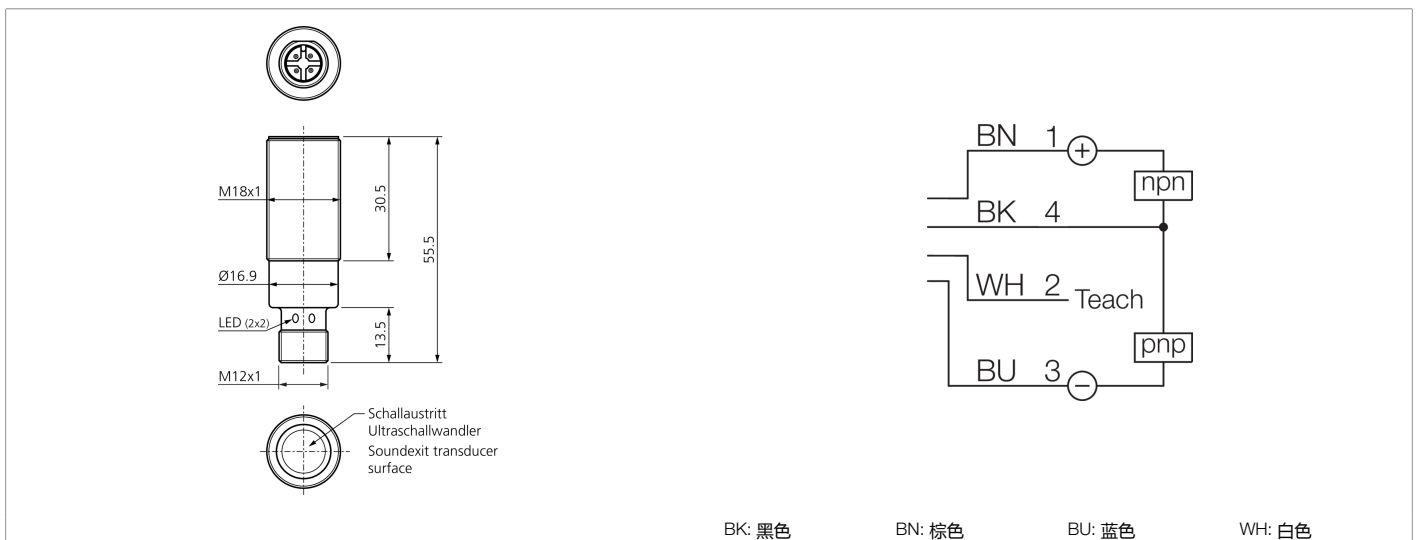 M18x1
30.5
55.5
Ø16.9
LED (2x2)
13.5
M12x1
Schallaustritt
Ultraschallwandler
Soundexit transducer
surface
BN 1 +
npn
BK 4
WH 2 Teach
pnp
BU 3 −
BK: 黑色 BN: 棕色 BU: 蓝色 WH: 白色